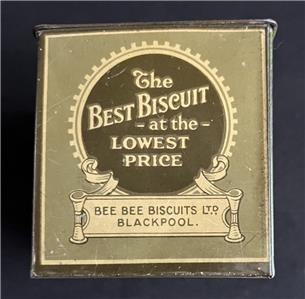 The
BEST BISCUIT
- at the -
LOWEST
PRICE
BEE BEE BISCUITS LTD
BLACKPOOL.